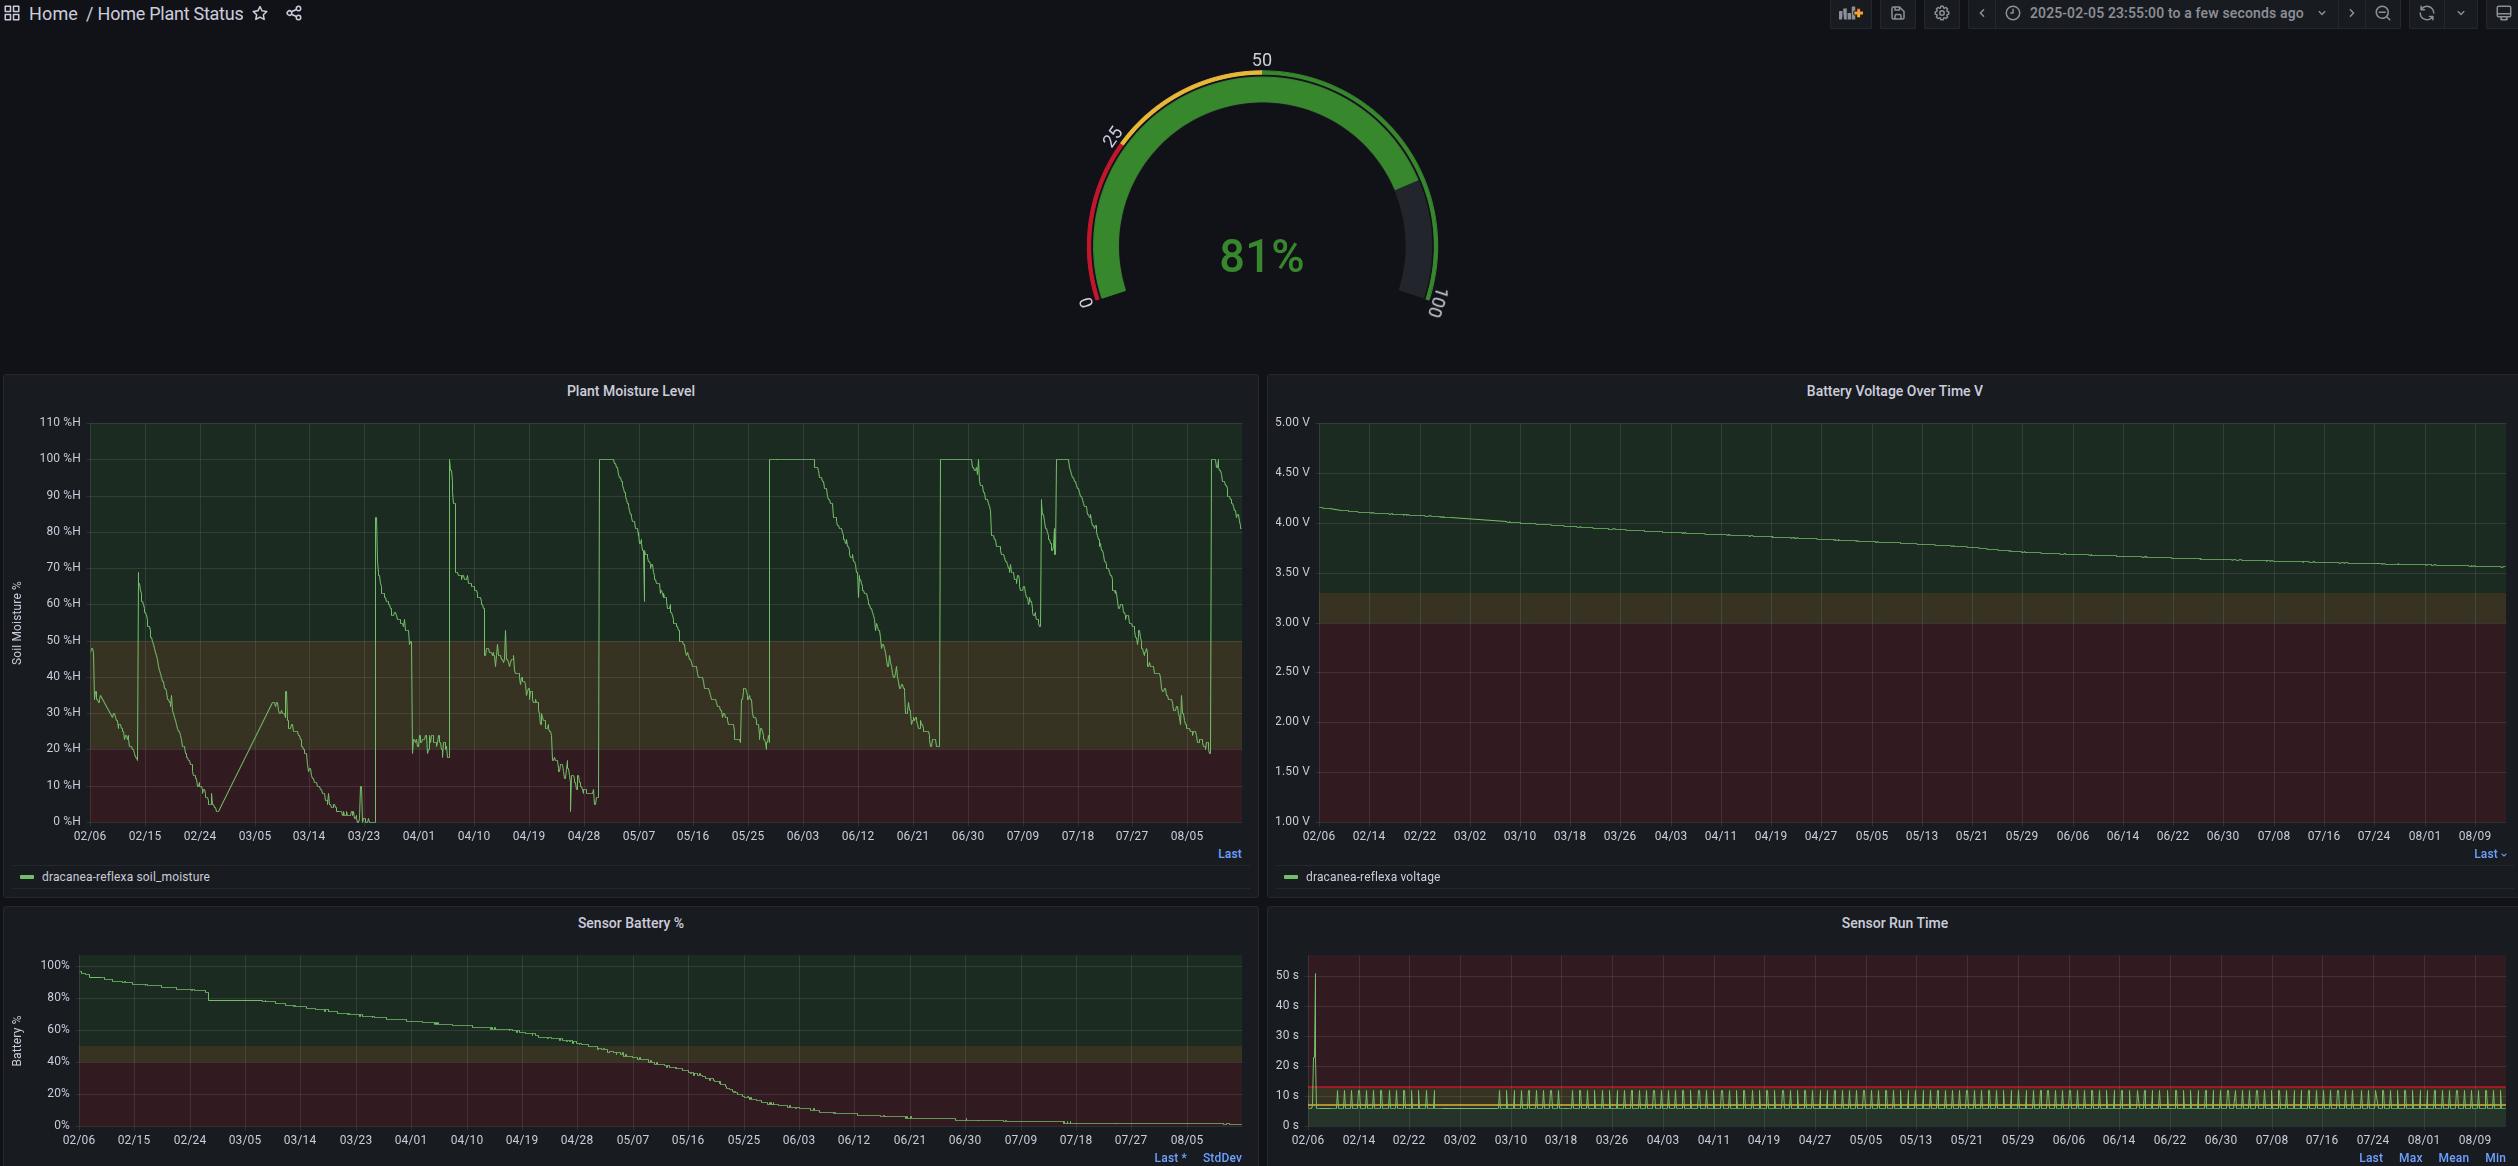 Home / Home Plant Status
2025-02-05 23:55:00 to a few seconds ago
50
25
0
100
81%
Plant Moisture Level
110 %H
100 %H
90 %H
80 %H
70 %H
60 %H
50 %H
40 %H
30 %H
20 %H
10 %H
0 %H
Soil Moisture %
02/06 02/15 02/24 03/05 03/14 03/23 04/01 04/10 04/19 04/28 05/07 05/16 05/25 06/03 06/12 06/21 06/30 07/09 07/18 07/27 08/05
Last
dracanea-reflexa soil_moisture
Battery Voltage Over Time V
5.00 V
4.50 V
4.00 V
3.50 V
3.00 V
2.50 V
2.00 V
1.50 V
1.00 V
02/06 02/14 02/22 03/02 03/10 03/18 03/26 04/03 04/11 04/19 04/27 05/05 05/13 05/21 05/29 06/06 06/14 06/22 06/30 07/08 07/16 07/24 08/01 08/09
Last
dracanea-reflexa voltage
Sensor Battery %
100%
80%
60%
40%
20%
0%
Battery %
02/06 02/15 02/24 03/05 03/14 03/23 04/01 04/10 04/19 04/28 05/07 05/16 05/25 06/03 06/12 06/21 06/30 07/09 07/18 07/27 08/05
Last * StdDev
Sensor Run Time
50 s
40 s
30 s
20 s
10 s
0 s
02/06 02/14 02/22 03/02 03/10 03/18 03/26 04/03 04/11 04/19 04/27 05/05 05/13 05/21 05/29 06/06 06/14 06/22 06/30 07/08 07/16 07/24 08/01 08/09
Last Max Mean Min